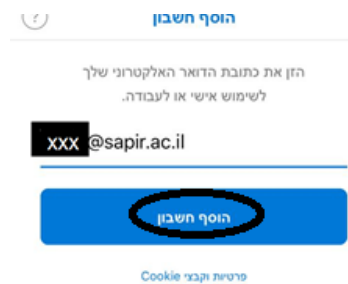 הוסף חשבון
?
הזן את כתובת הדואר האלקטרוני שלך
לשימוש אישי או לעבודה.
xxx @sapir.ac.il
הוסף חשבון
פרטיות וקבצי Cookie